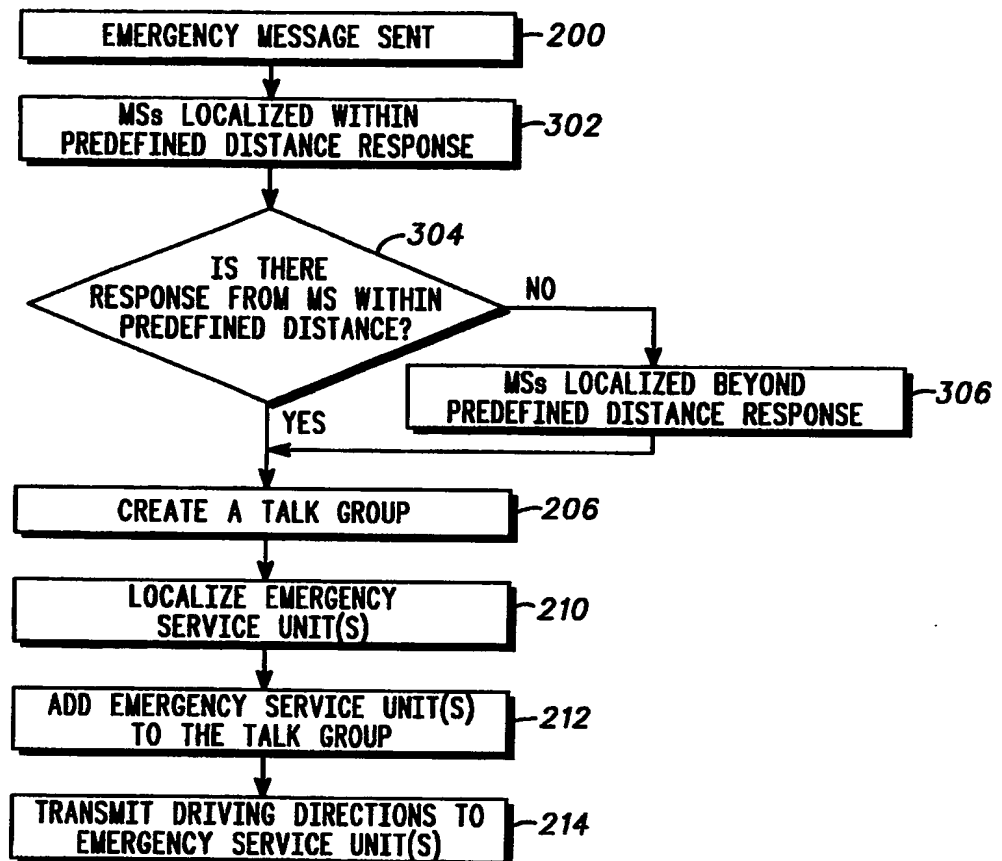 EMERGENCY MESSAGE SENT
200
MSs LOCALIZED WITHIN
PREDEFINED DISTANCE RESPONSE
302
304
IS THERE
RESPONSE FROM MS WITHIN
PREDEFINED DISTANCE?
NO
MSs LOCALIZED BEYOND
PREDEFINED DISTANCE RESPONSE
306
YES
CREATE A TALK GROUP
206
LOCALIZE EMERGENCY
SERVICE UNIT(S)
210
ADD EMERGENCY SERVICE UNIT(S)
TO THE TALK GROUP
212
TRANSMIT DRIVING DIRECTIONS TO
EMERGENCY SERVICE UNIT(S)
214